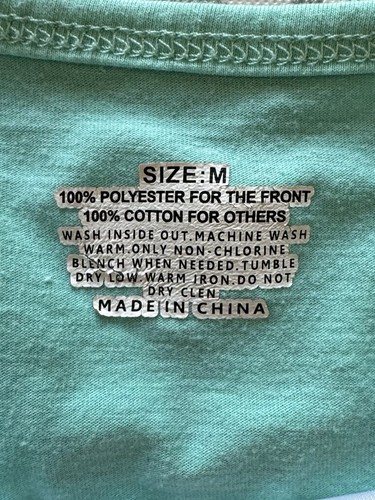 SIZE:M
100% POLYESTER FOR THE FRONT
100% COTTON FOR OTHERS
WASH INSIDE OUT.MACHINE WASH
WARM.ONLY NON-CHLORINE
BLENCH WHEN NEEDED.TUMBLE
DRY LOW.WARM IRON.DO NOT
DRY CLEN
MADE IN CHINA